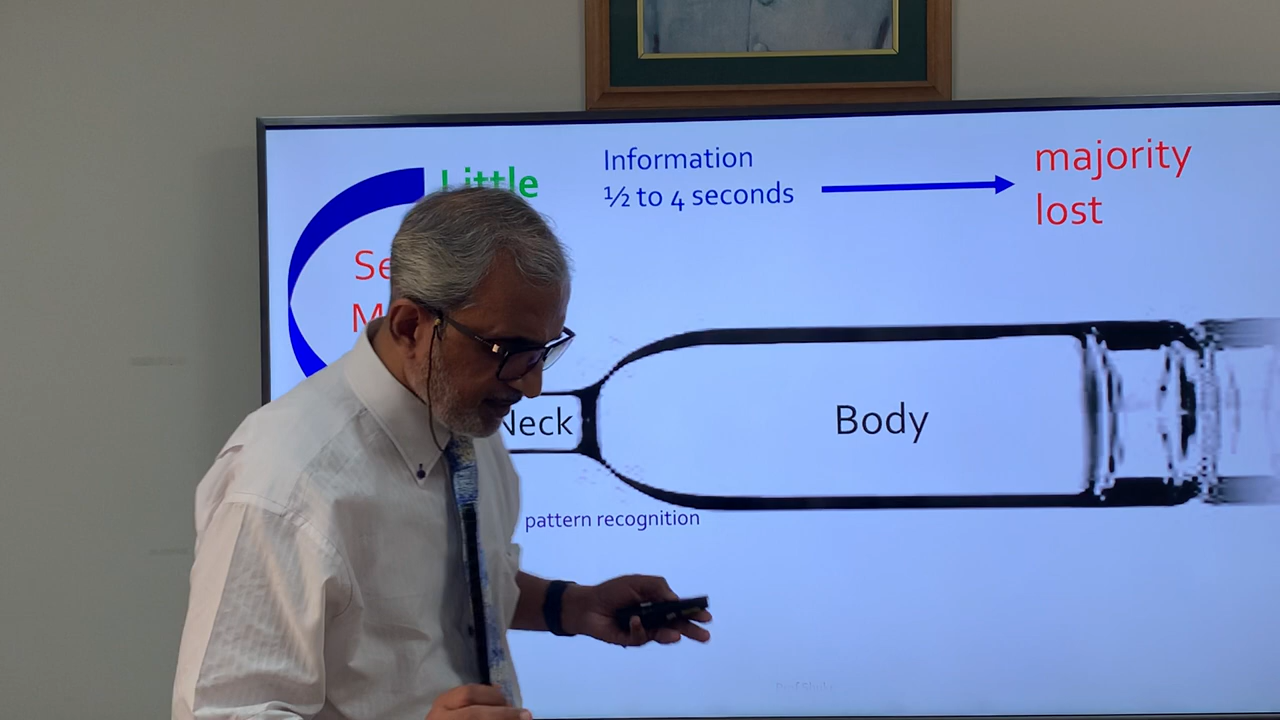 Little
Information
½ to 4 seconds
majority
lost
Neck
Body
pattern recognition